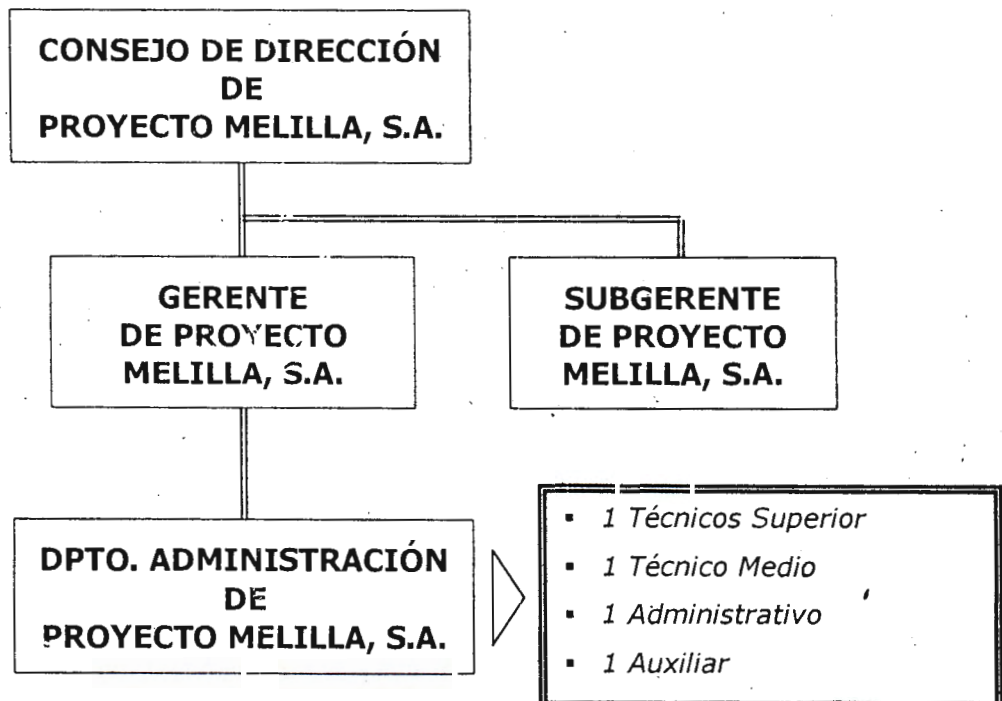 CONSEJO DE DIRECCIÓN
DE
PROYECTO MELILLA, S.A.
GERENTE
DE PROYECTO
MELILLA, S.A.
SUBGERENTE
DE PROYECTO
MELILLA, S.A.
DPTO. ADMINISTRACIÓN
DE
PROYECTO MELILLA, S.A.
▪ 1 Técnicos Superior
▪ 1 Técnico Medio
▪ 1 Administrativo
▪ 1 Auxiliar